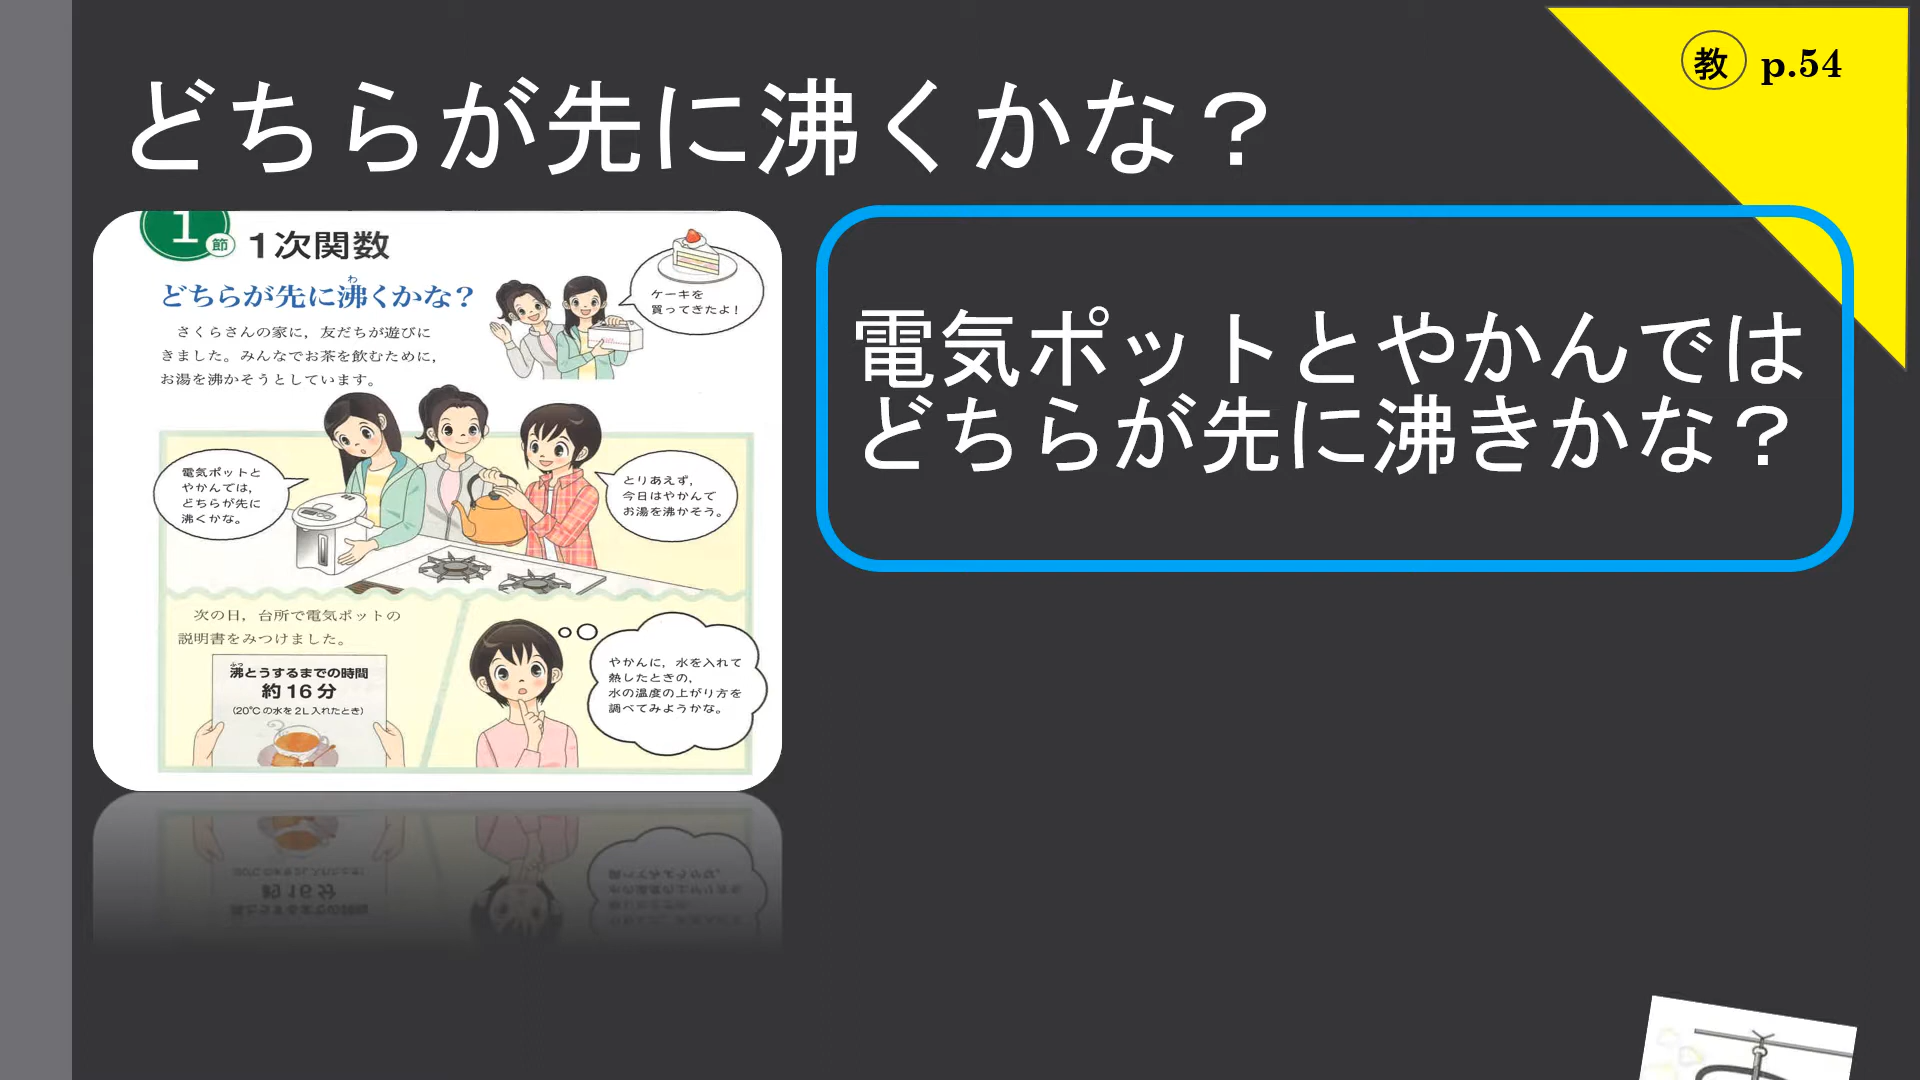 どちらが先に沸くかな？
教 p.54
1節 1次関数
どちらが先に沸くかな？
わ
ケーキを
買ってきたよ！
さくらさんの家に，友だちが遊びに
きました。みんなでお茶を飲むために，
お湯を沸かそうとしています。
電気ポットと
やかんでは，
どちらが先に
沸くかな。
とりあえず，
今日はやかんで
お湯を沸かそう。
次の日，台所で電気ポットの
説明書をみつけました。
ふっ
沸とうするまでの時間
約16分
（20℃の水を2L入れたとき）
やかんに，水を入れて
熱したときの，
水の温度の上がり方を
調べてみようかな。
電気ポットとやかんでは
どちらが先に沸きかな？